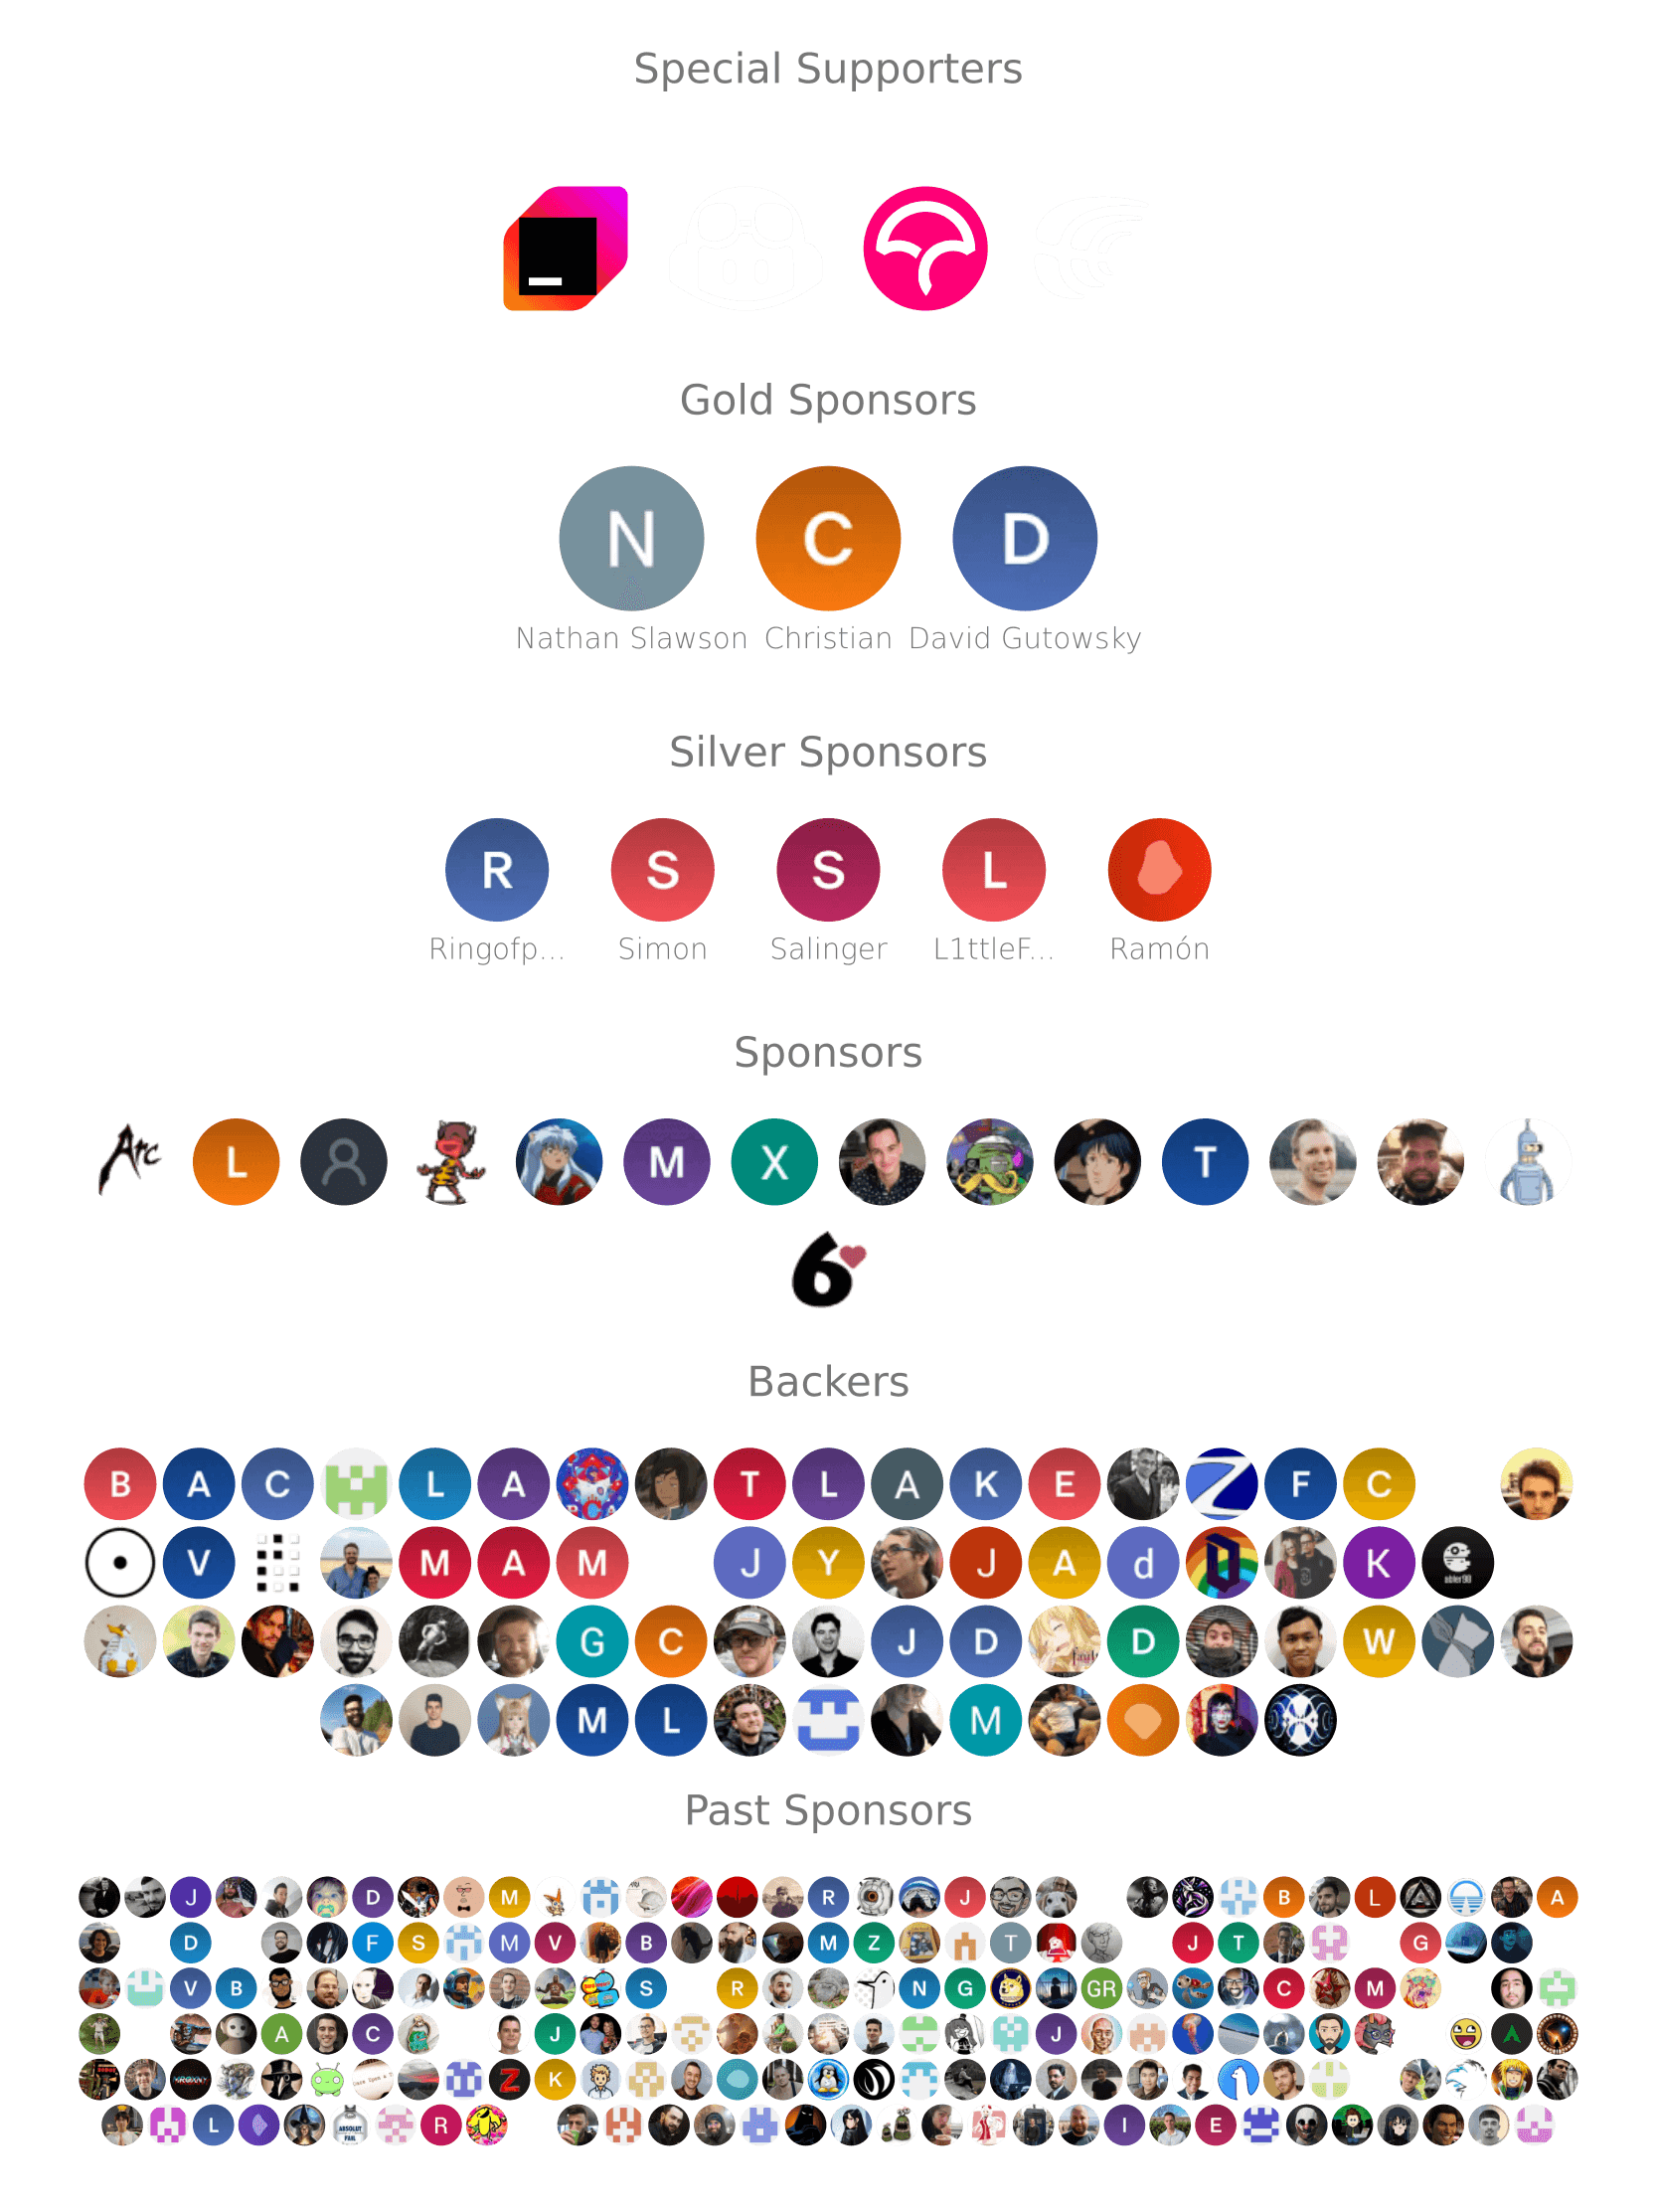 Special Supporters
Gold Sponsors
N C D
Nathan Slawson Christian David Gutowsky
Silver Sponsors
R S S L
Ringofp... Simon Salinger L1ttleF... Ramón
Sponsors
Arc L M X T
6
Backers
B A C L A T L A K E F C
V M A M J Y J A d K
G C J D D W
M L M
Past Sponsors
J D M R J B L A
D F S M V B M Z T J T G
V B S R N G GR C M
A C J J
Z K
L R I E